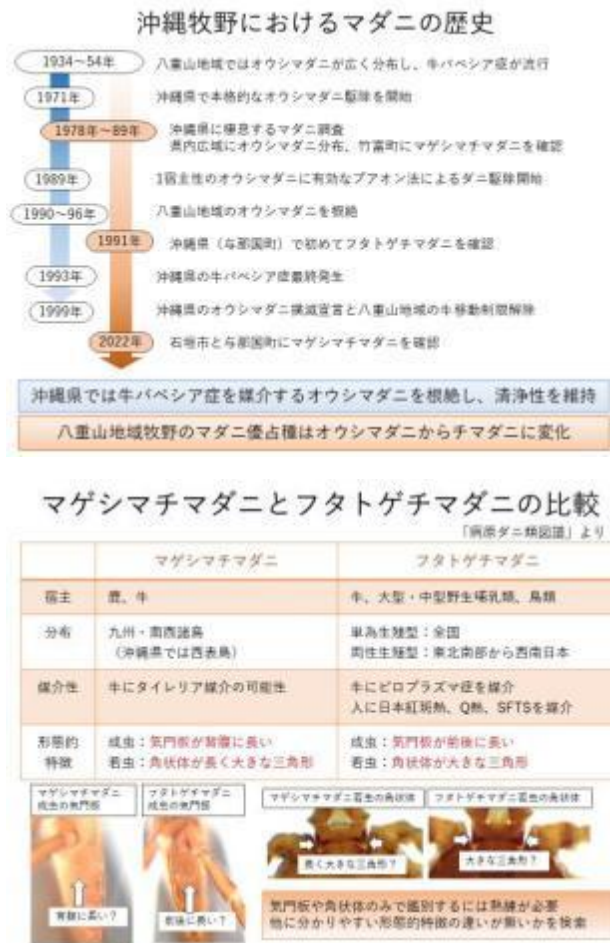 沖縄牧野におけるマダニの歴史
1934～54年 八重山地域ではオウシマダニが広く分布し、牛バベシア症が流行
1971年 沖縄県で本格的なオウシマダニ駆除を開始
1978年～89年 沖縄県に棲息するマダニ調査
県内広域にオウシマダニ分布、竹富町にマゲシマチマダニを確認
1989年 1宿主性のオウシマダニに有効なプアオン法によるダニ駆除開始
1990～96年 八重山地域のオウシマダニを根絶
1991年 沖縄県（与那国町）で初めてフタトゲチマダニを確認
1993年 沖縄県の牛バベシア症最終発生
1999年 沖縄県のオウシマダニ撲滅宣言と八重山地域の牛移動制限解除
2022年 石垣市と与那国町にマゲシマチマダニを確認
沖縄県では牛バベシア症を媒介するオウシマダニを根絶し、清浄性を維持
八重山地域牧野のマダニ優占種はオウシマダニからチマダニに変化
マゲシマチマダニとフタトゲチマダニの比較
「病原ダニ類図譜」より
マゲシマチマダニ フタトゲチマダニ
宿主 鹿、牛 牛、大型・中型野生哺乳類、鳥類
分布 九州・南西諸島 単為生殖型：全国
（沖縄県では西表島） 両性生殖型：東北南部から西南日本
媒介性 牛にタイレリア媒介の可能性 牛にピロプラズマ症を媒介
人に日本紅斑熱、Q熱、SFTSを媒介
形態的 成虫：気門板が背腹に長い 成虫：気門板が前後に長い
特徴 若虫：角状体が長く大きな三角形 若虫：角状体が大きな三角形
マゲシマチマダニ フタトゲチマダニ マゲシマチマダニ若虫の角状体 フタトゲチマダニ若虫の角状体
成虫の気門板 成虫の気門板
長く大きな三角形？ 大きな三角形？
背腹に長い？ 前後に長い？
気門板や角状体のみで鑑別するには熟練が必要
他に分かりやすい形態的特徴の違いが無いかを検索